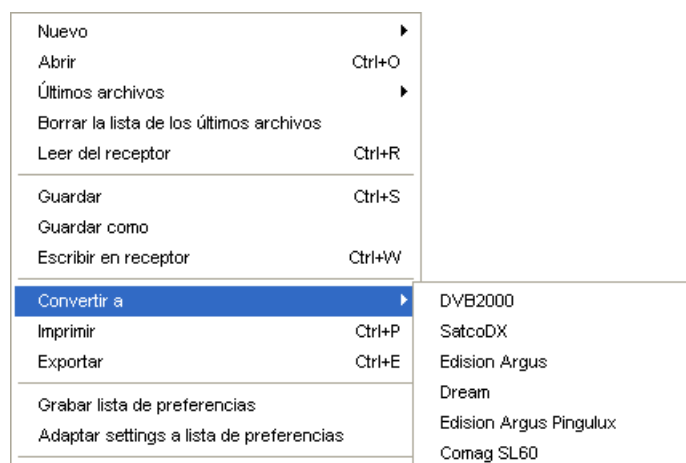 Nuevo
Abrir Ctrl+O
Últimos archivos
Borrar la lista de los últimos archivos
Leer del receptor Ctrl+R
Guardar Ctrl+S
Guardar como
Escribir en receptor Ctrl+W
Convertir a
Imprimir Ctrl+P
Exportar Ctrl+E
Grabar lista de preferencias
Adaptar settings a lista de preferencias
DVB2000
SatcoDX
Edision Argus
Dream
Edision Argus Pingulux
Comag SL60